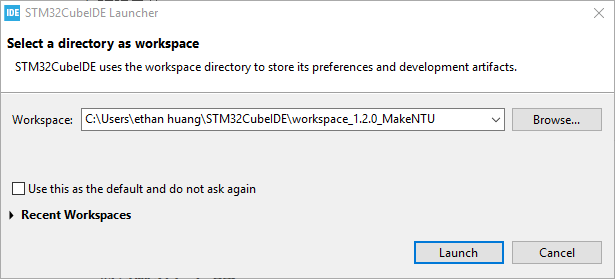 IDE STM32CubeIDE Launcher
Select a directory as workspace
STM32CubeIDE uses the workspace directory to store its preferences and development artifacts.
Workspace: C:\Users\ethan huang\STM32CubeIDE\workspace_1.2.0_MakeNTU Browse...
Use this as the default and do not ask again
Recent Workspaces
Launch Cancel